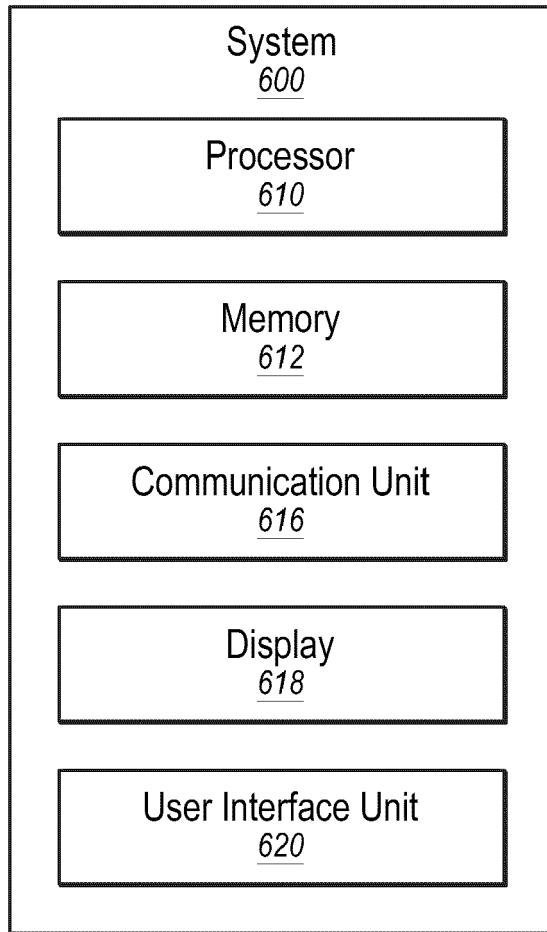 System
600
Processor
610
Memory
612
Communication Unit
616
Display
618
User Interface Unit
620